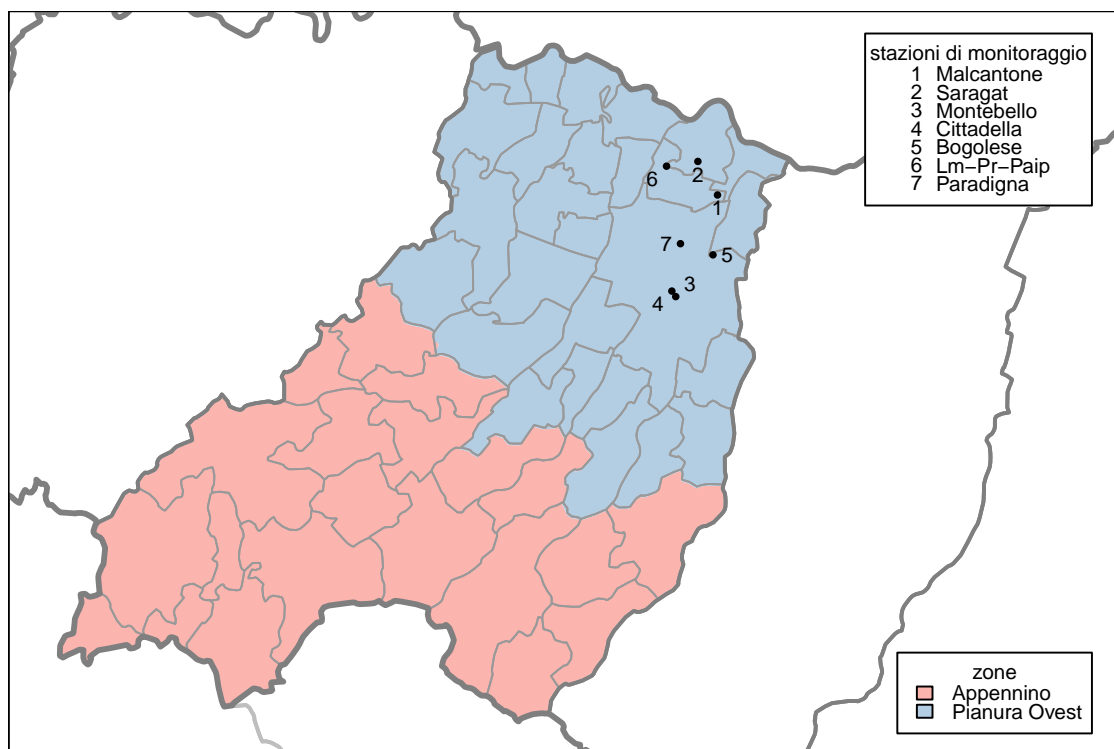 stazioni di monitoraggio
1 Malcantone
2 Saragat
3 Montebello
4 Cittadella
5 Bogolese
6 Lm−Pr−Paip
7 Paradigna
6
2
1
7
5
3
4
zone
Appennino
Pianura Ovest